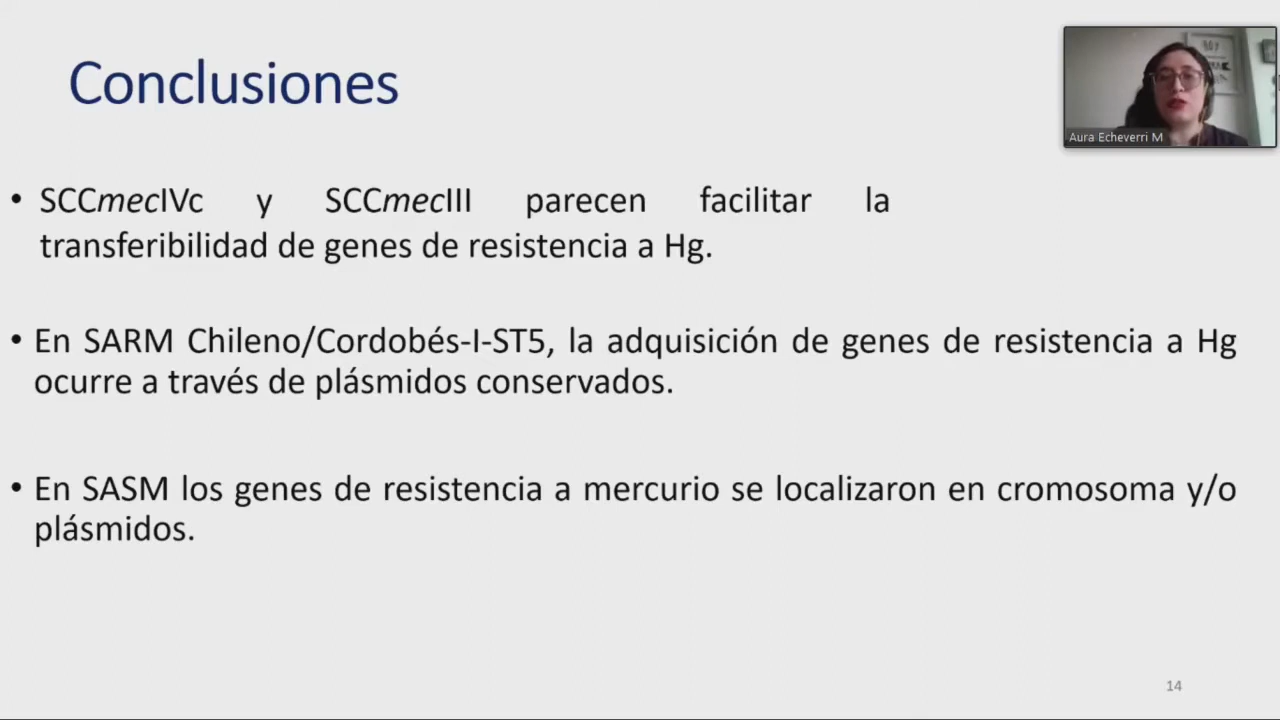 Conclusiones
Aura Echeverri M
• SCCmecIVc y SCCmecIII parecen facilitar la
transferibilidad de genes de resistencia a Hg.
• En SARM Chileno/Cordobés-I-ST5, la adquisición de genes de resistencia a Hg
ocurre a través de plásmidos conservados.
• En SASM los genes de resistencia a mercurio se localizaron en cromosoma y/o
plásmidos.
14